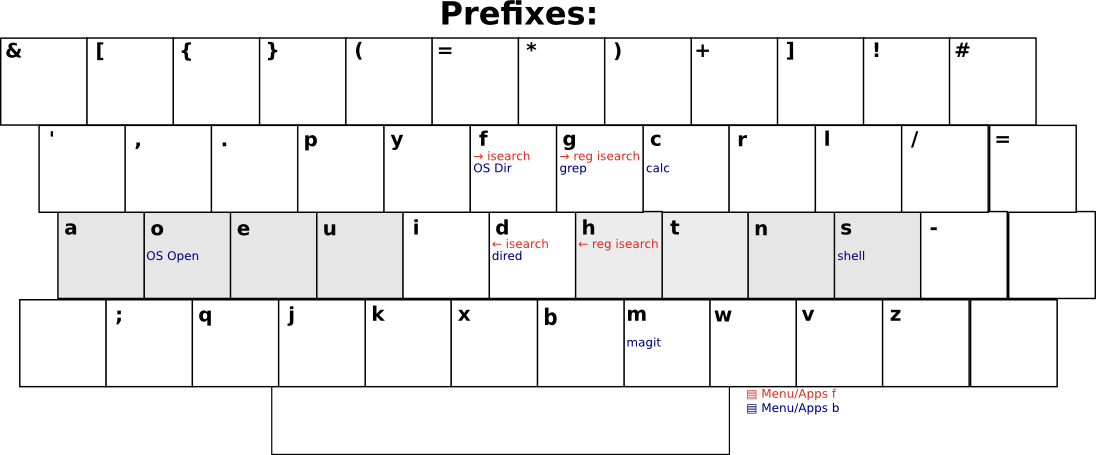 Prefixes:
& [ { } ( = * ) + ] ! #
' , . p y f g c r l / =
→ isearch → reg isearch
OS Dir grep calc
a o e u i d h t n s -
← isearch ← reg isearch
OS Open dired shell
; q j k x b m w v z
magit
▤ Menu/Apps f
▤ Menu/Apps b